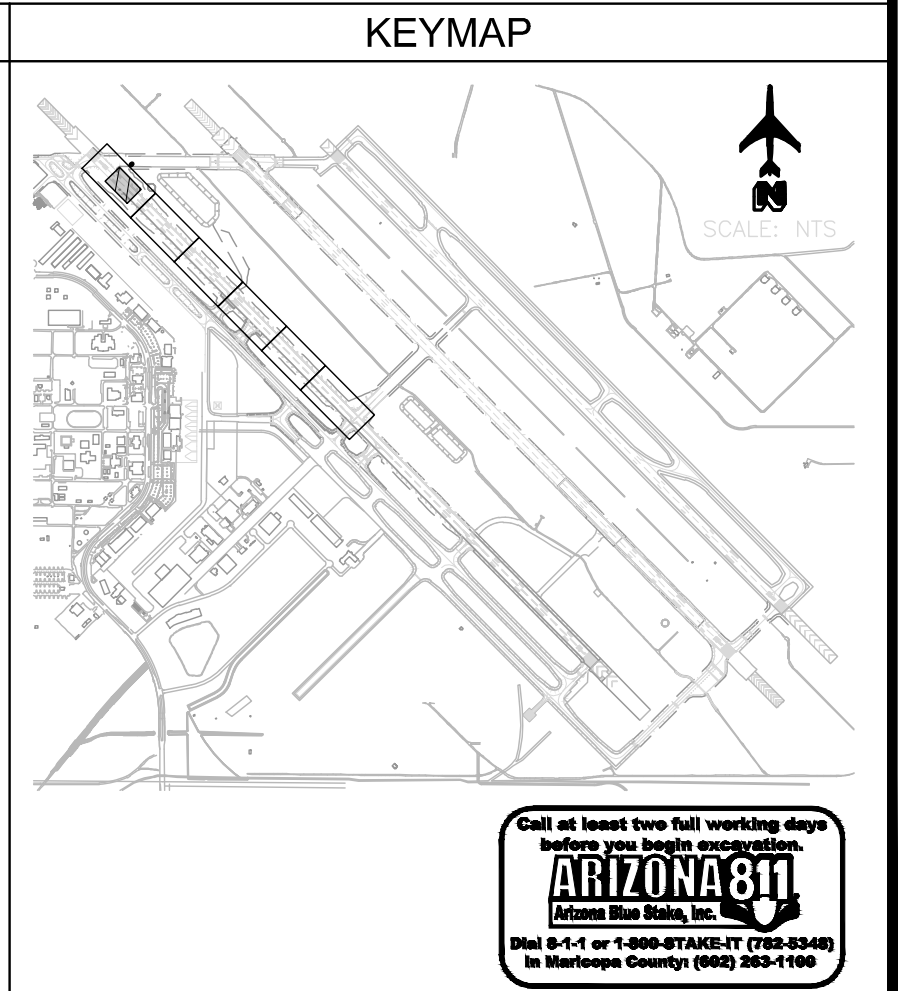 KEYMAP
N
SCALE: NTS
Call at least two full working days
before you begin excavation.
ARIZONA 811
Arizona Blue Stake, Inc.
Dial 8-1-1 or 1-800-STAKE-IT (782-5348)
In Maricopa County: (602) 263-1100